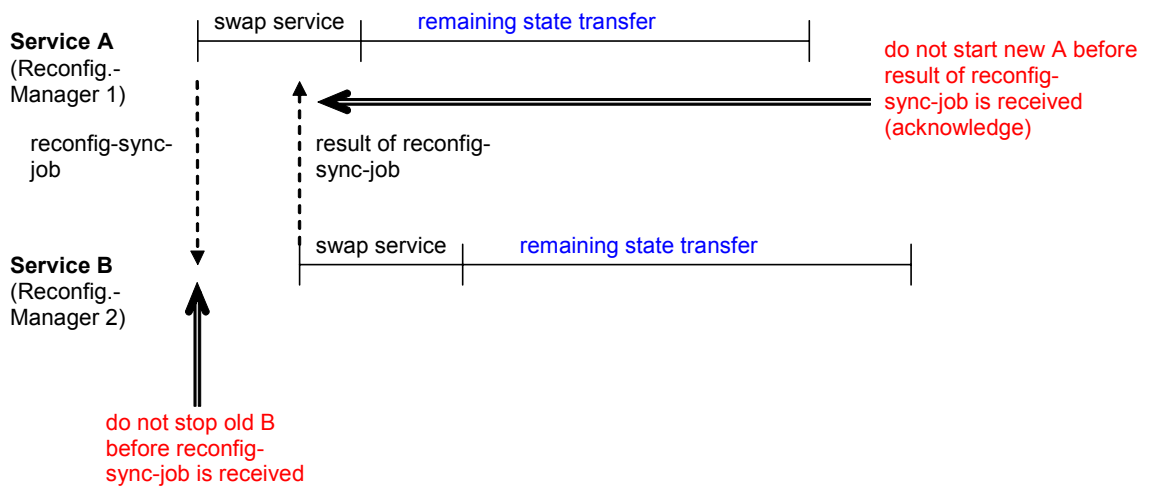 swap service
remaining state transfer
Service A
(Reconfig.-
Manager 1)
do not start new A before
result of reconfig-
sync-job is received
(acknowledge)
reconfig-sync-
job
result of reconfig-
sync-job
swap service
remaining state transfer
Service B
(Reconfig.-
Manager 2)
do not stop old B
before reconfig-
sync-job is received